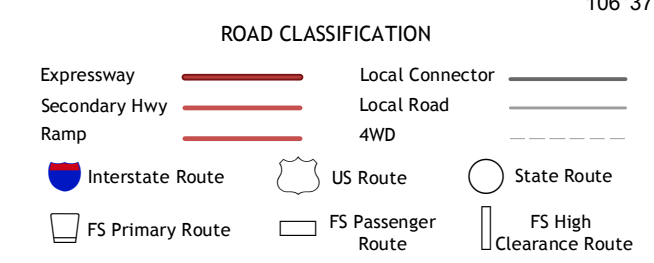 106 37
ROAD CLASSIFICATION
Expressway
Local Connector
Secondary Hwy
Local Road
Ramp
4WD
Interstate Route
US Route
State Route
FS Primary Route
FS Passenger
Route
FS High
Clearance Route